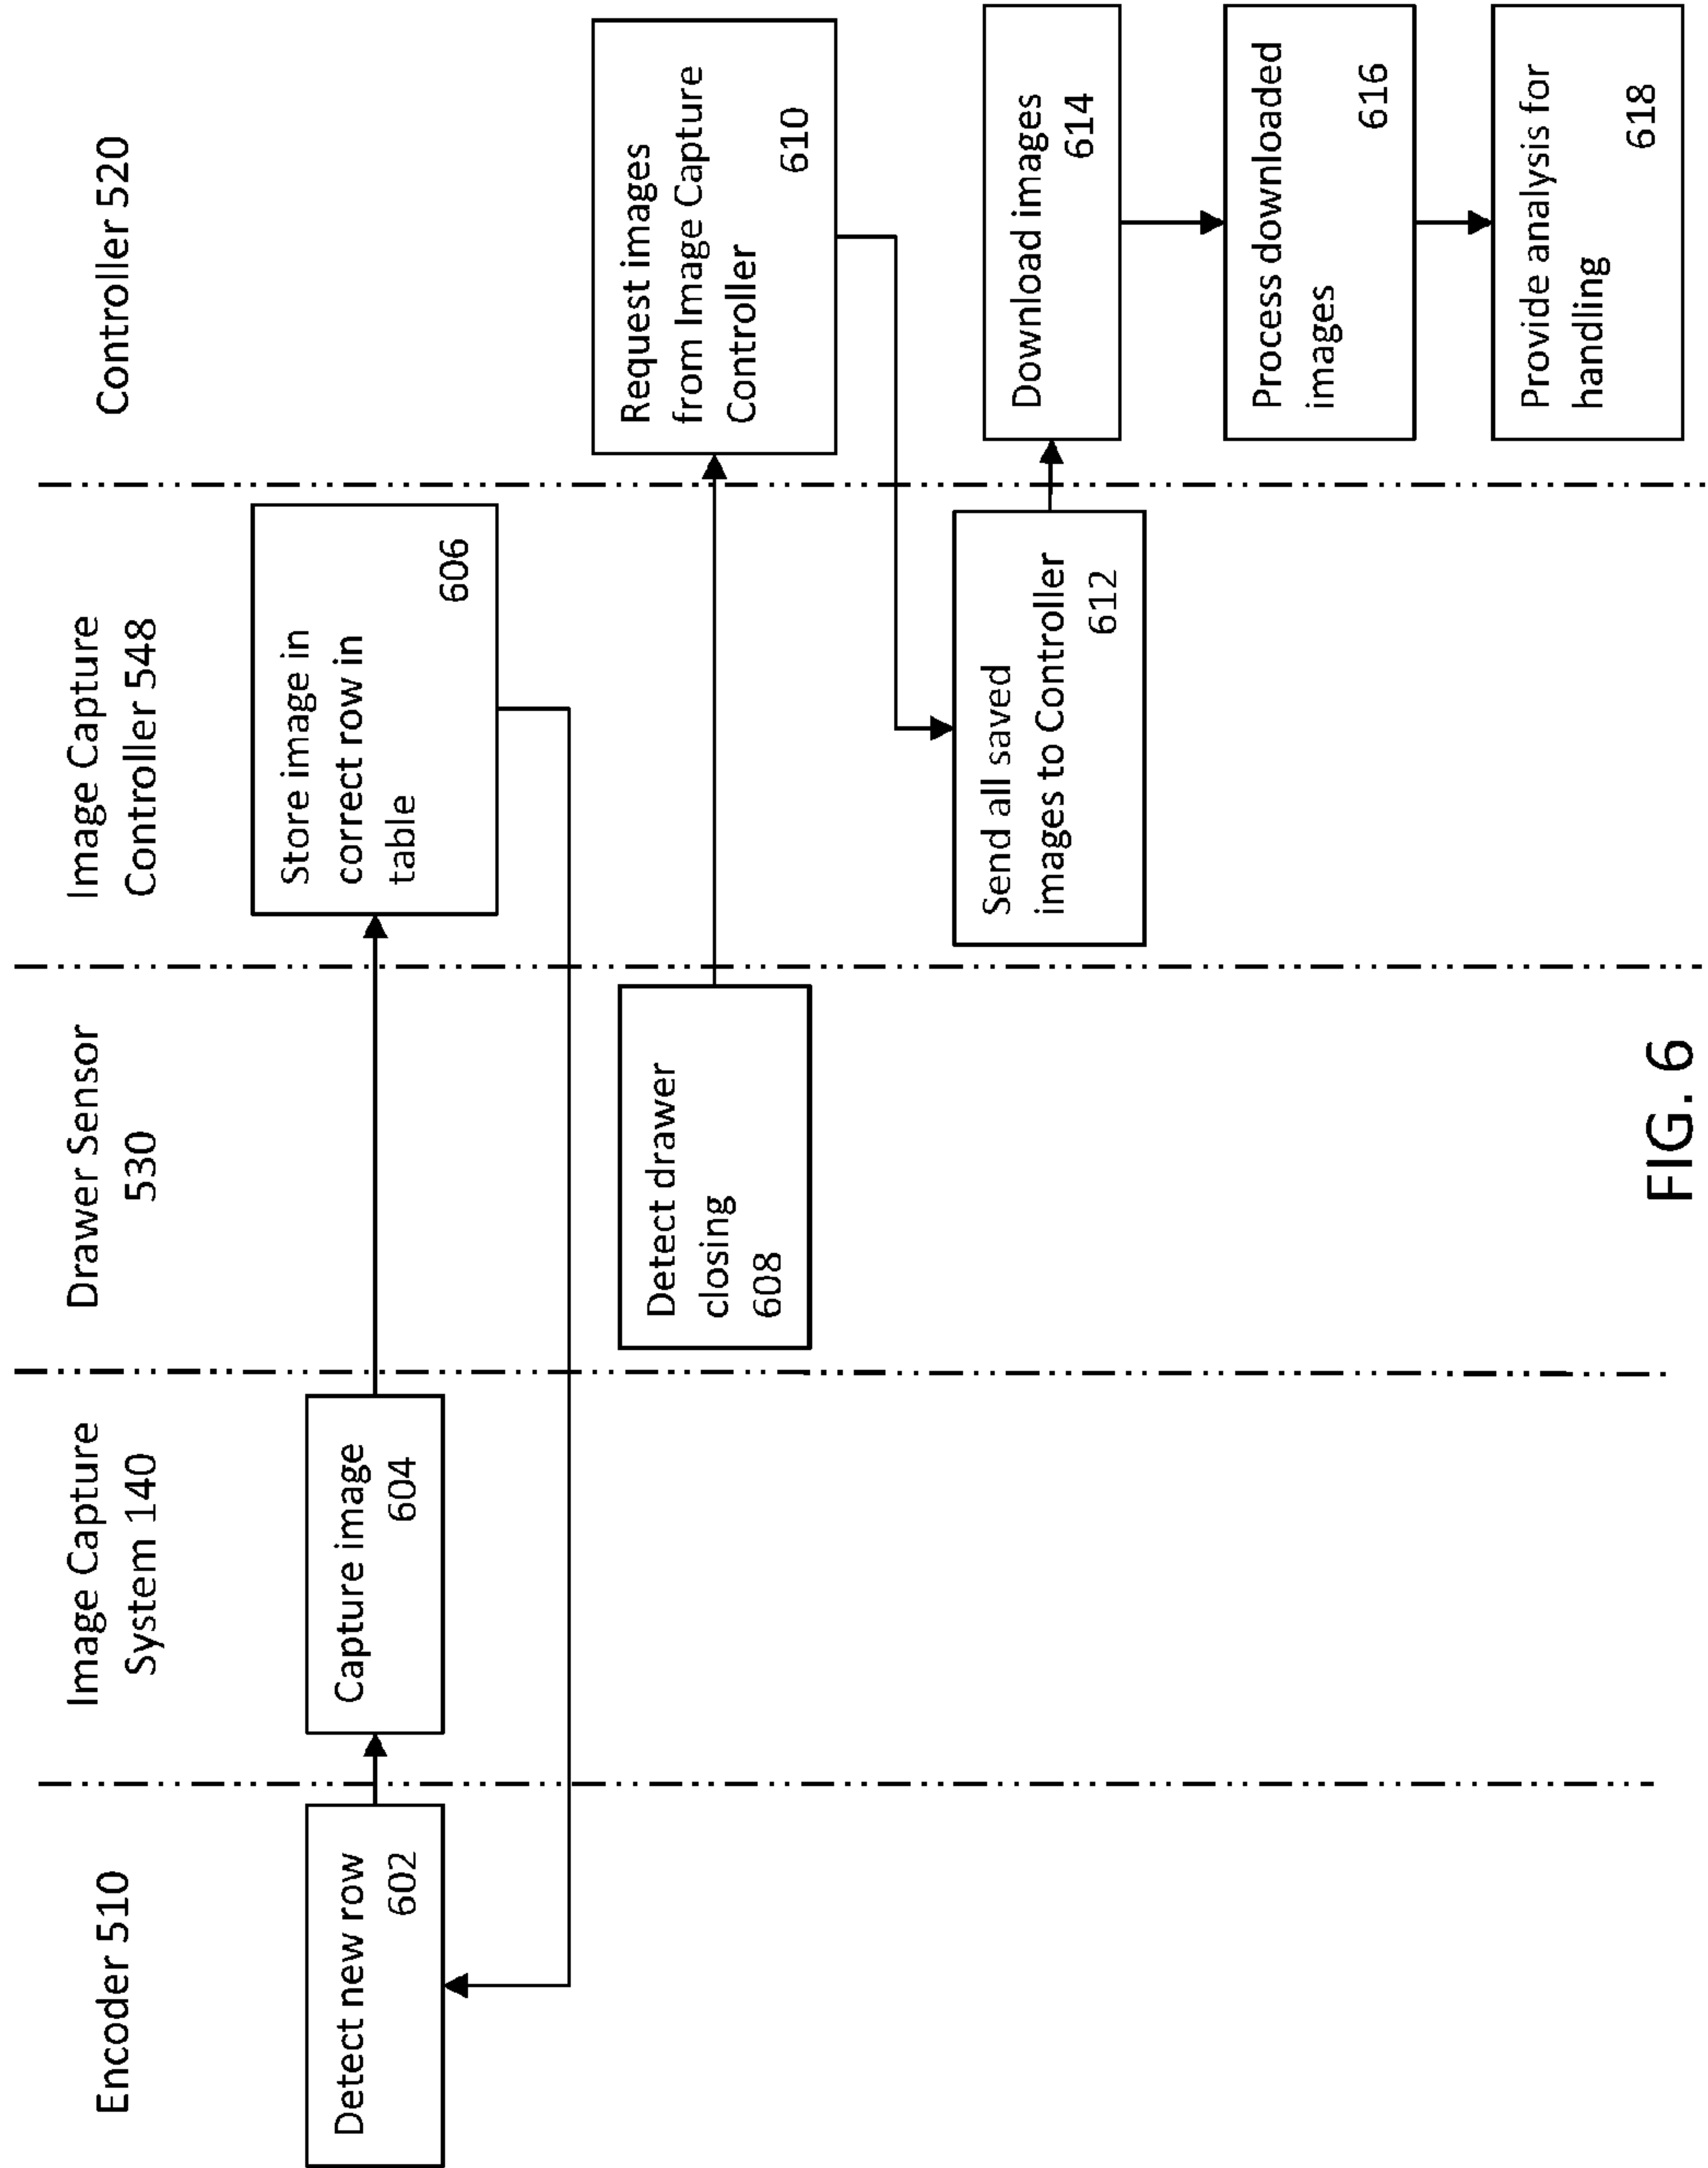 Encoder 510
Image Capture
System 140
Drawer Sensor
530
Image Capture
Controller 548
Controller 520
Detect new row
602
Capture image
604
Store image in
correct row in
table
606
Detect drawer
closing
608
Request images
from Image Capture
Controller
610
Send all saved
images to Controller
612
Download images
614
Process downloaded
images
616
Provide analysis for
handling
618
FIG. 6